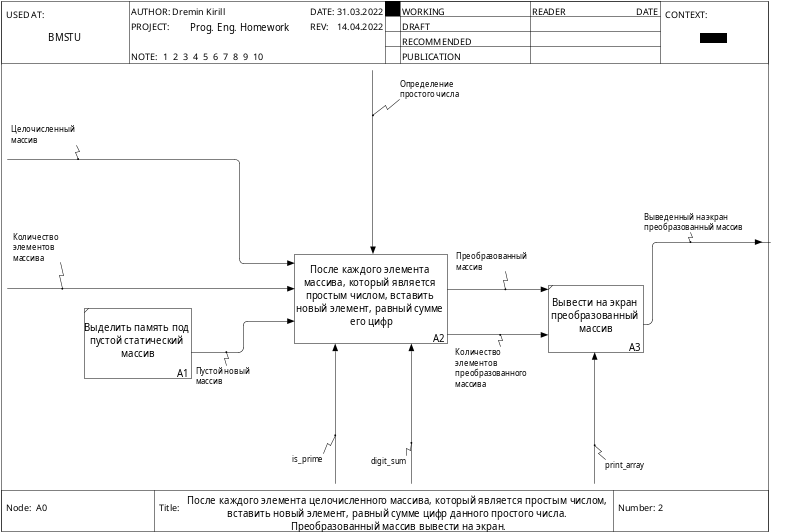 USED AT:
BMSTU
AUTHOR: Dremin Kirill
PROJECT: Prog. Eng. Homework
NOTE: 1 2 3 4 5 6 7 8 9 10
DATE: 31.03.2022
REV: 14.04.2022
WORKING
DRAFT
RECOMMENDED
PUBLICATION
READER
DATE
CONTEXT:
Определение
простого числа
Целочисленный
массив
Количество
элементов
массива
Выделить память под
пустой статический
массив
A1
Пустой новый
массив
После каждого элемента
массива, который является
простым числом, вставить
новый элемент, равный сумме
его цифр
A2
Преобразованный
массив
Количество
элементов
преобразованного
массива
Вывести на экран
преобразованный
массив
A3
Выведенный на экран
преобразованный массив
is_prime
digit_sum
print_array
Node: A0
Title:
После каждого элемента целочисленного массива, который является простым числом,
вставить новый элемент, равный сумме цифр данного простого числа.
Преобразованный массив вывести на экран.
Number: 2